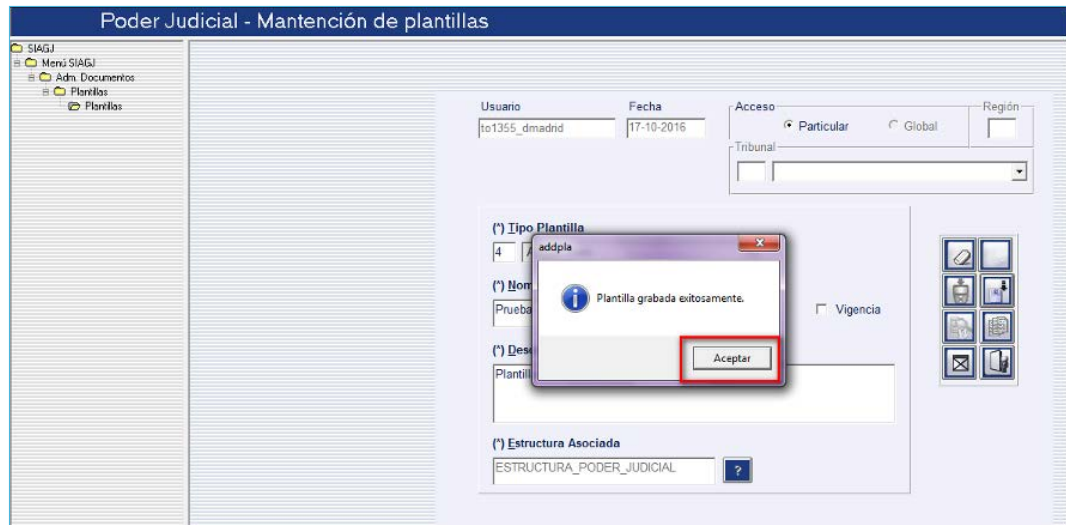 Poder Judicial - Mantención de plantillas
SIAGJ
Menú SIAGJ
Adm. Documentos
Plantillas
Plantillas
Usuario Fecha Acceso Región
to1355_dmadrid 17-10-2016 Particular Global
Tribunal
(*) Tipo Plantilla
4
addpla
Plantilla grabada exitosamente.
Aceptar
(*)
Prueba
Vigencia
(*)
(*) Estructura Asociada
ESTRUCTURA_PODER_JUDICIAL
?